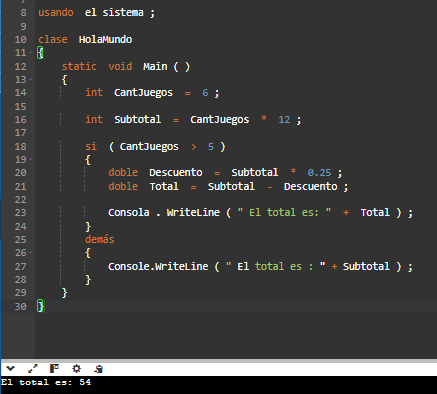 7
8 usando el sistema ;
9
10 clase HolaMundo
11 {
12 static void Main ( )
13 {
14 int CantJuegos = 6 ;
15
16 int Subtotal = CantJuegos * 12 ;
17
18 si ( CantJuegos > 5 )
19 {
20 doble Descuento = Subtotal * 0.25 ;
21 doble Total = Subtotal - Descuento ;
22
23 Consola . WriteLine ( " El total es: " + Total ) ;
24 }
25 demás
26 {
27 Console.WriteLine ( " El total es : " + Subtotal ) ;
28 }
29 }
30 }
El total es: 54